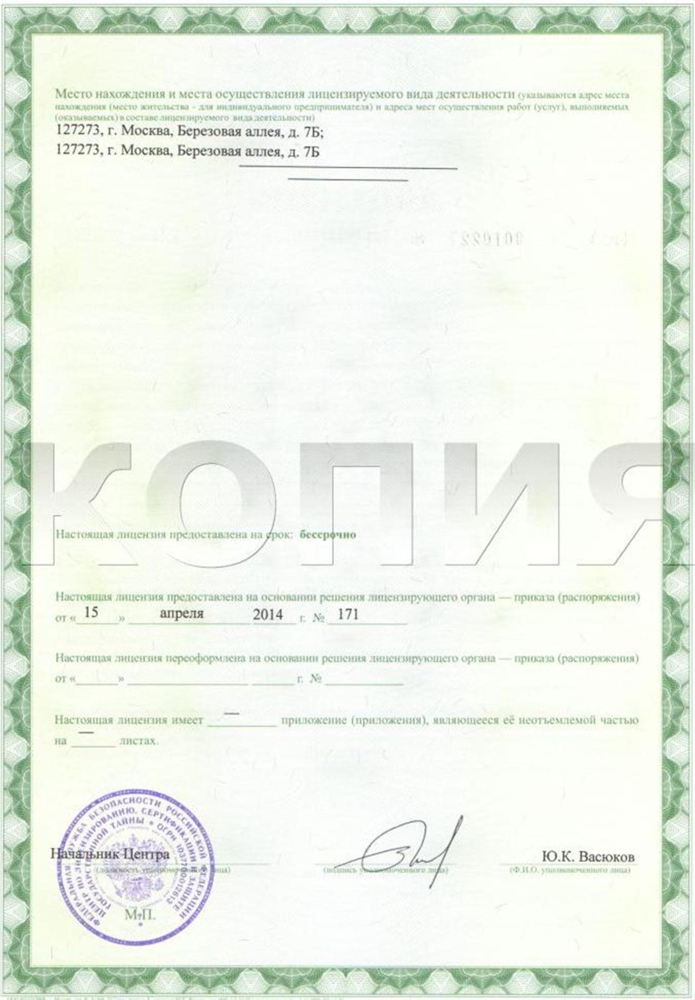 Место нахождения и места осуществления лицензируемого вида деятельности (указываются адрес места
нахождения (место жительства - для индивидуального предпринимателя) и адреса мест осуществления работ (услуг), выполняемых
(оказываемых) в составе лицензируемого вида деятельности)
127273, г. Москва, Березовая аллея, д. 7Б;
127273, г. Москва, Березовая аллея, д. 7Б
КОПИЯ
Настоящая лицензия предоставлена на срок: бессрочно
Настоящая лицензия предоставлена на основании решения лицензирующего органа — приказа (распоряжения)
от « 15 » апреля 2014 г. № 171
Настоящая лицензия переоформлена на основании решения лицензирующего органа — приказа (распоряжения)
от « » г. №
Настоящая лицензия имеет — приложение (приложения), являющееся её неотъемлемой частью
на — листах.
ФЕДЕРАЛЬНАЯ СЛУЖБА БЕЗОПАСНОСТИ РОССИЙСКОЙ ФЕДЕРАЦИИ
ЦЕНТР ПО ЛИЦЕНЗИРОВАНИЮ, СЕРТИФИКАЦИИ И ЗАЩИТЕ
ГОСУДАРСТВЕННОЙ ТАЙНЫ * ОГРН 1037700012613
Начальник Центра
Ю.К. Васюков
(должность уполномоченного лица)
(подпись уполномоченного лица)
(Ф.И.О. уполномоченного лица)
М.П.